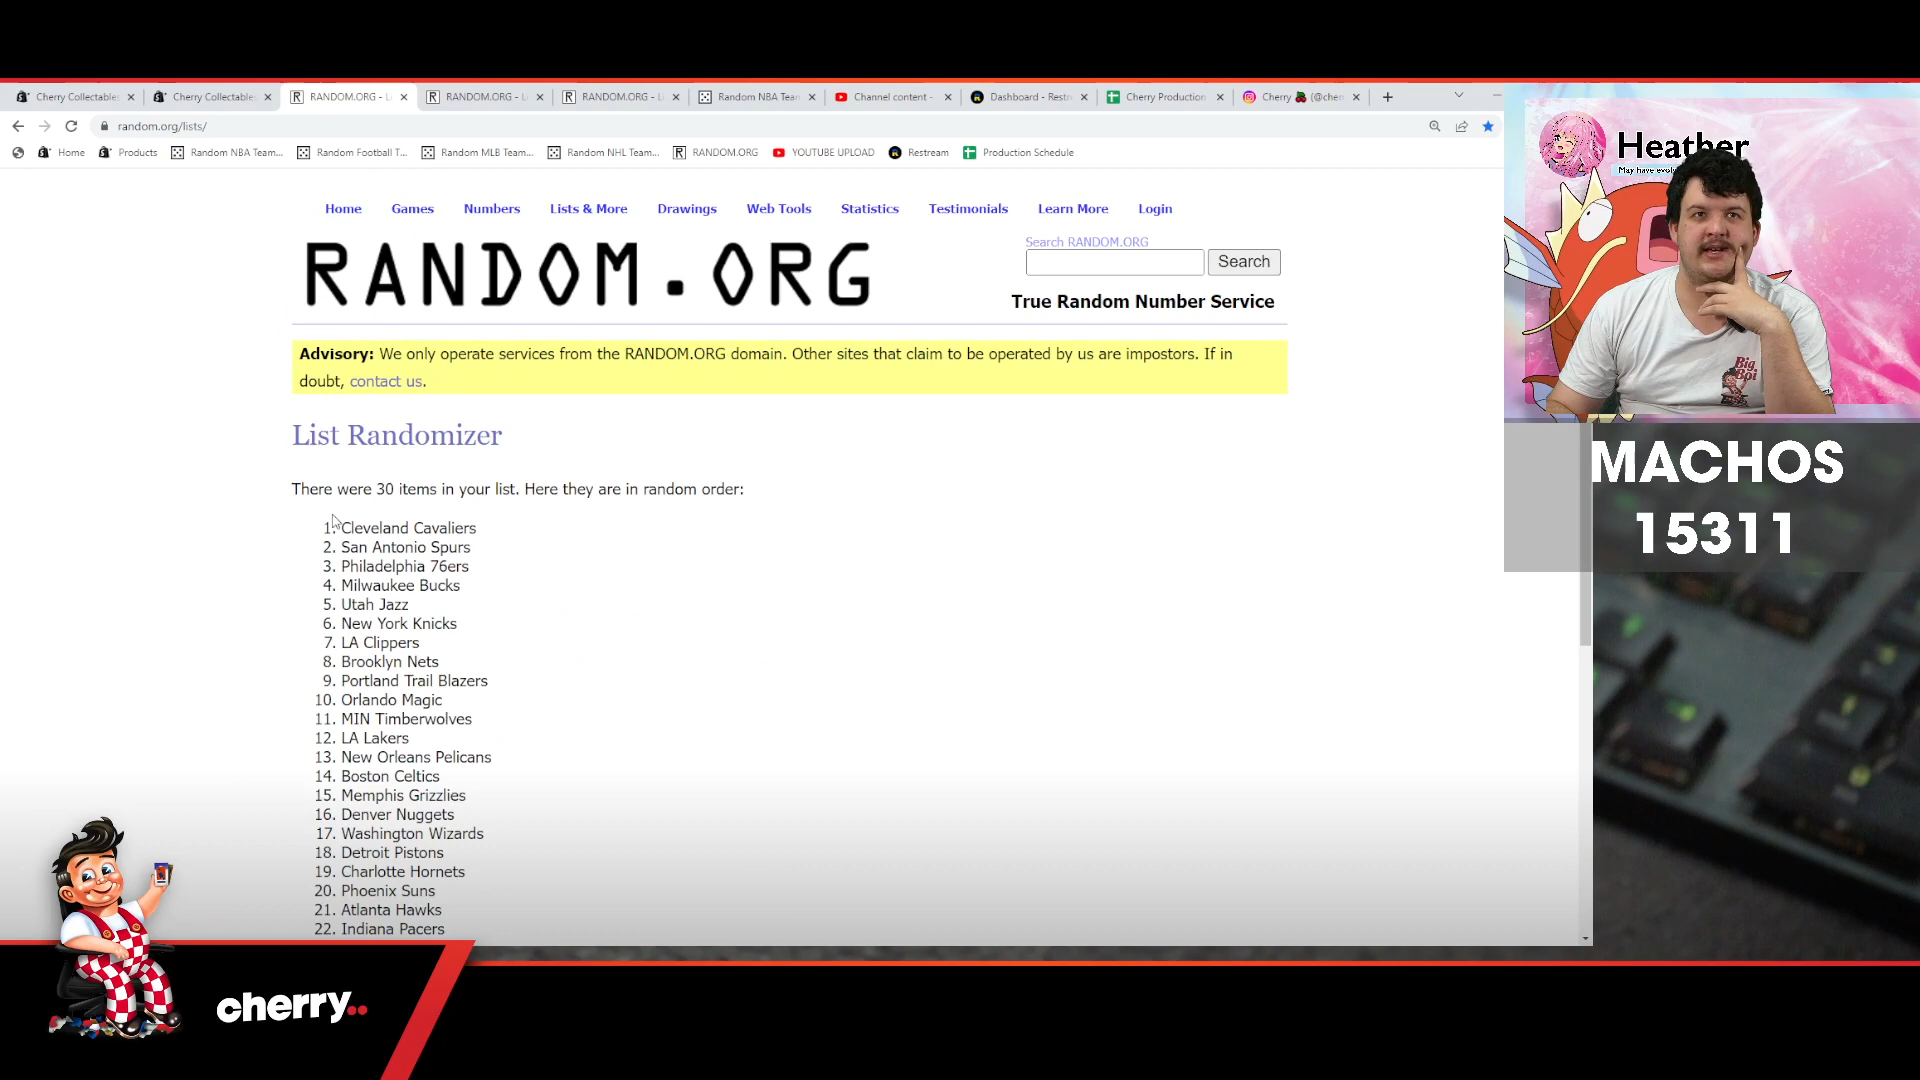 Cherry Collectables
Cherry Collectables
RANDOM.ORG - L
RANDOM.ORG - L
RANDOM.ORG - L
Random NBA Team
Channel content -
Dashboard - Restr
Cherry Production
Cherry 🍒 (@cher
random.org/lists/
Home
Products
Random NBA Team...
Random Football T...
Random MLB Team...
Random NHL Team...
RANDOM.ORG
YOUTUBE UPLOAD
Restream
Production Schedule
Home Games Numbers Lists & More Drawings Web Tools Statistics Testimonials Learn More Login
RANDOM.ORG
Search RANDOM.ORG
Search
True Random Number Service
Advisory: We only operate services from the RANDOM.ORG domain. Other sites that claim to be operated by us are impostors. If in
doubt, contact us.
List Randomizer
There were 30 items in your list. Here they are in random order:
1. Cleveland Cavaliers
2. San Antonio Spurs
3. Philadelphia 76ers
4. Milwaukee Bucks
5. Utah Jazz
6. New York Knicks
7. LA Clippers
8. Brooklyn Nets
9. Portland Trail Blazers
10. Orlando Magic
11. MIN Timberwolves
12. LA Lakers
13. New Orleans Pelicans
14. Boston Celtics
15. Memphis Grizzlies
16. Denver Nuggets
17. Washington Wizards
18. Detroit Pistons
19. Charlotte Hornets
20. Phoenix Suns
21. Atlanta Hawks
22. Indiana Pacers
Heather
May have evol
Big
Boi
MACHOS
15311
cherry..